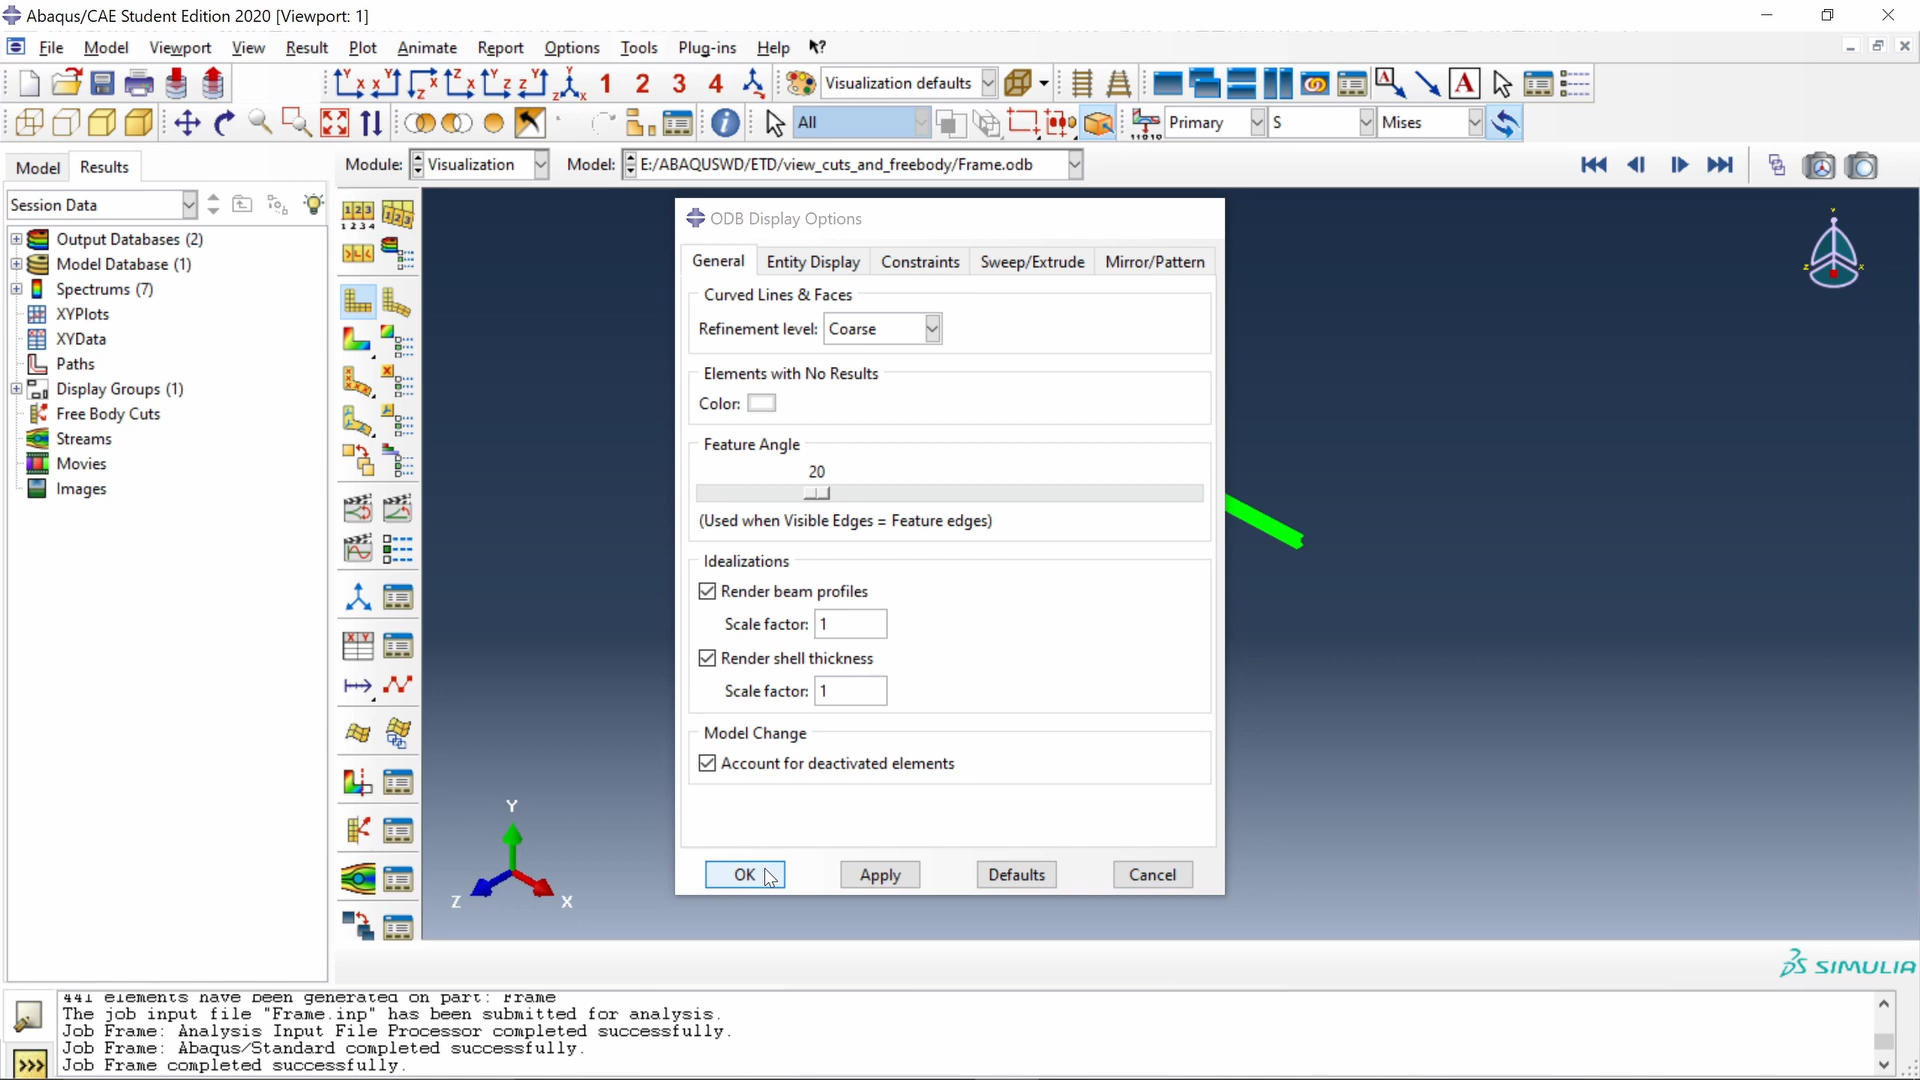 Abaqus/CAE Student Edition 2020 [Viewport: 1]
File Model Viewport View Result Plot Animate Report Options Tools Plug-ins Help
1 2 3 4 Visualization defaults
All Primary S Mises
Model Results Module: Visualization Model: E:/ABAQUSWD/ETD/view_cuts_and_freebody/Frame.odb
Session Data
Output Databases (2)
Model Database (1)
Spectrums (7)
XYPlots
XYData
Paths
Display Groups (1)
Free Body Cuts
Streams
Movies
Images
ODB Display Options
General Entity Display Constraints Sweep/Extrude Mirror/Pattern
Curved Lines & Faces
Refinement level: Coarse
Elements with No Results
Color:
Feature Angle
20
(Used when Visible Edges = Feature edges)
Idealizations
Render beam profiles
Scale factor: 1
Render shell thickness
Scale factor: 1
Model Change
Account for deactivated elements
OK Apply Defaults Cancel
Y
Z X
SIMULIA
441 elements have been generated on part: Frame
The job input file "Frame.inp" has been submitted for analysis.
Job Frame: Analysis Input File Processor completed successfully.
Job Frame: Abaqus/Standard completed successfully.
Job Frame completed successfully.
>>>